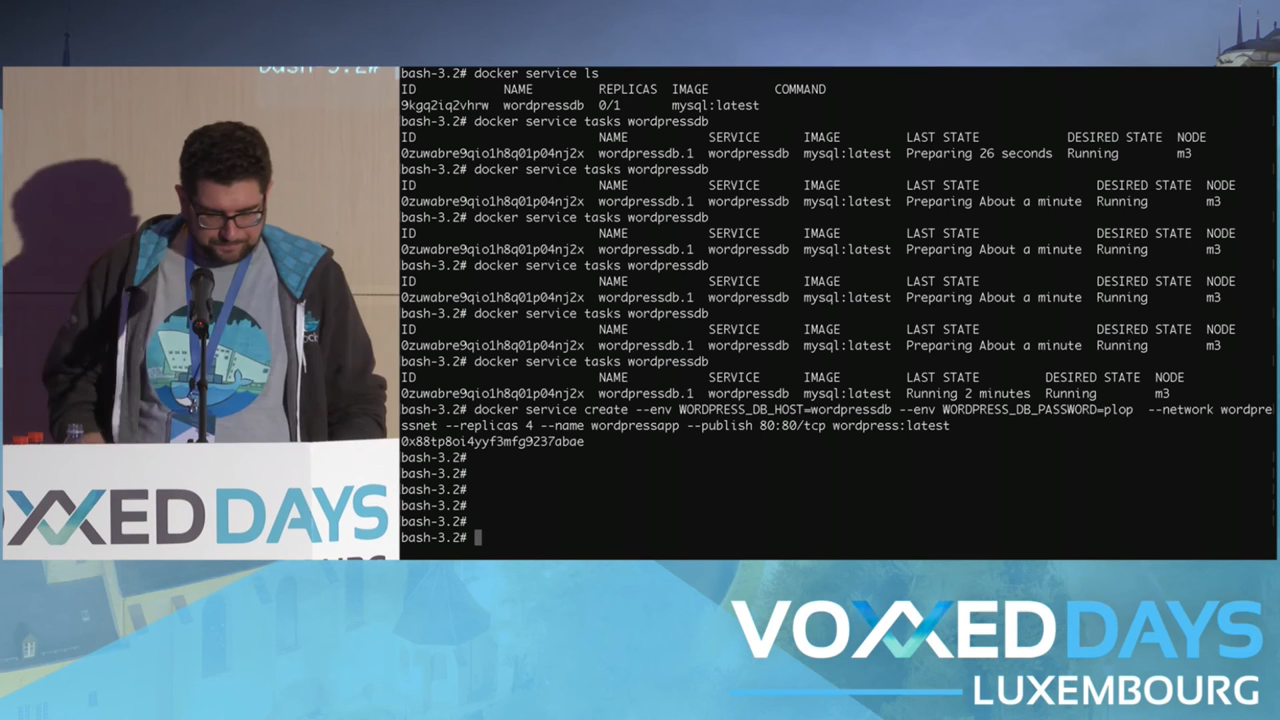 bash-3.2#
bash-3.2# docker service ls
ID NAME REPLICAS IMAGE COMMAND
9kgq2iq2vhrw wordpressdb 0/1 mysql:latest
bash-3.2# docker service tasks wordpressdb
ID NAME SERVICE IMAGE LAST STATE DESIRED STATE NODE
0zuwabre9qio1h8q01p04nj2x wordpressdb.1 wordpressdb mysql:latest Preparing 26 seconds Running m3
bash-3.2# docker service tasks wordpressdb
ID NAME SERVICE IMAGE LAST STATE DESIRED STATE NODE
0zuwabre9qio1h8q01p04nj2x wordpressdb.1 wordpressdb mysql:latest Preparing About a minute Running m3
bash-3.2# docker service tasks wordpressdb
ID NAME SERVICE IMAGE LAST STATE DESIRED STATE NODE
0zuwabre9qio1h8q01p04nj2x wordpressdb.1 wordpressdb mysql:latest Preparing About a minute Running m3
bash-3.2# docker service tasks wordpressdb
ID NAME SERVICE IMAGE LAST STATE DESIRED STATE NODE
0zuwabre9qio1h8q01p04nj2x wordpressdb.1 wordpressdb mysql:latest Preparing About a minute Running m3
bash-3.2# docker service tasks wordpressdb
ID NAME SERVICE IMAGE LAST STATE DESIRED STATE NODE
0zuwabre9qio1h8q01p04nj2x wordpressdb.1 wordpressdb mysql:latest Preparing About a minute Running m3
bash-3.2# docker service tasks wordpressdb
ID NAME SERVICE IMAGE LAST STATE DESIRED STATE NODE
0zuwabre9qio1h8q01p04nj2x wordpressdb.1 wordpressdb mysql:latest Running 2 minutes Running m3
bash-3.2# docker service create --env WORDPRESS_DB_HOST=wordpressdb --env WORDPRESS_DB_PASSWORD=plop --network wordpre
ssnet --replicas 4 --name wordpressapp --publish 80:80/tcp wordpress:latest
0x88tp8oi4yyf3mfg9237abae
bash-3.2#
bash-3.2#
bash-3.2#
bash-3.2#
bash-3.2#
bash-3.2#
VOXXED DAYS
VOXXED DAYS
LUXEMBOURG